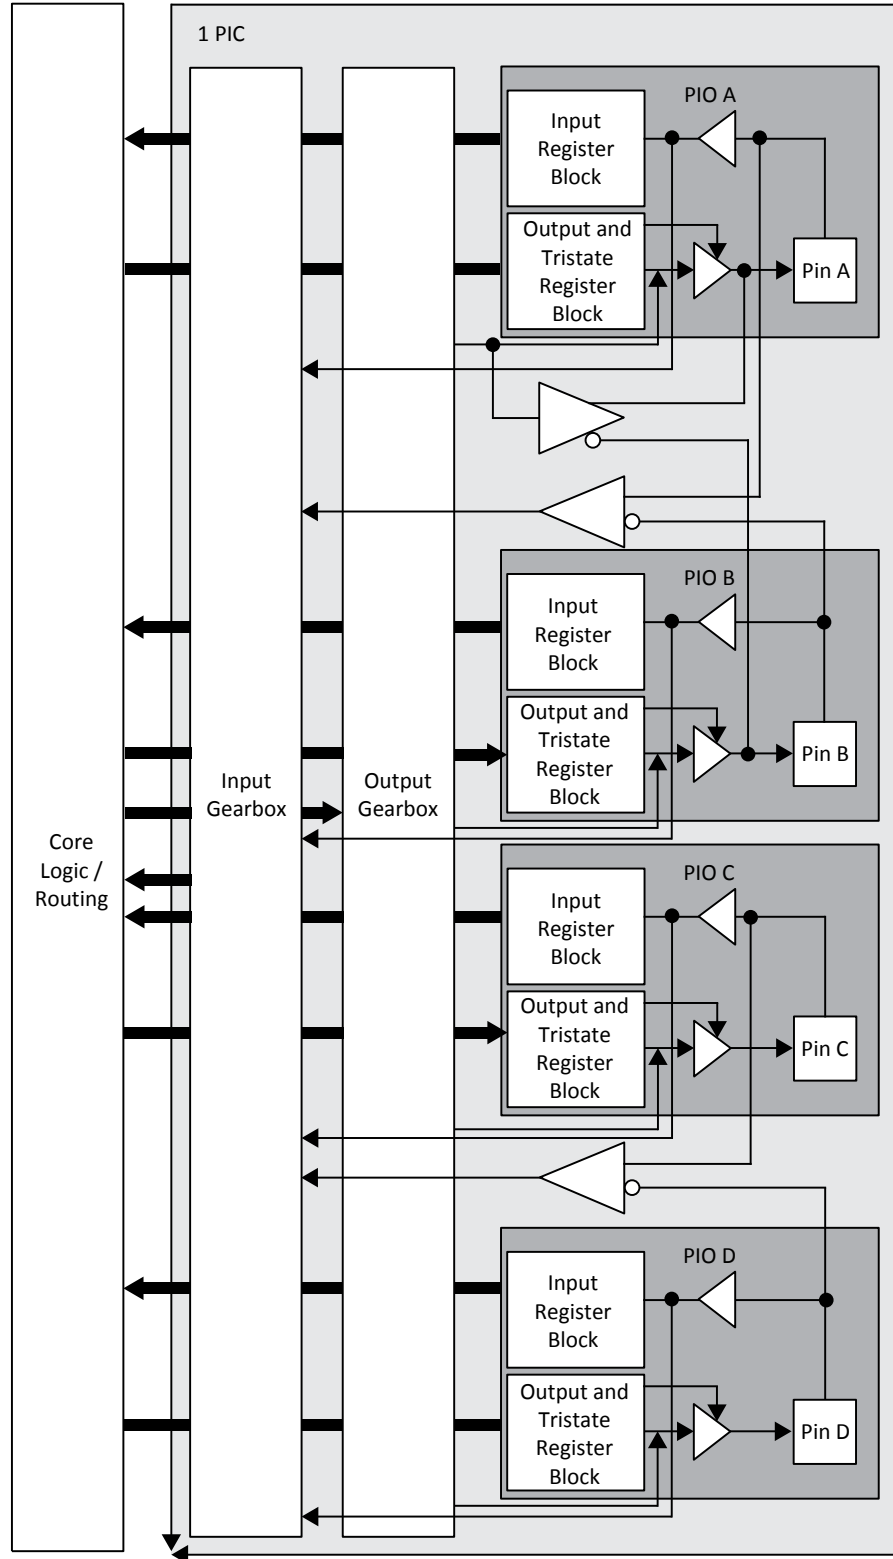 1 PIC
PIO A
Input
Register
Block
Output and
Tristate
Register
Block
Pin A
PIO B
Input
Register
Block
Output and
Tristate
Register
Block
Pin B
Input
Gearbox
Output
Gearbox
Core
Logic /
Routing
PIO C
Input
Register
Block
Output and
Tristate
Register
Block
Pin C
PIO D
Input
Register
Block
Output and
Tristate
Register
Block
Pin D